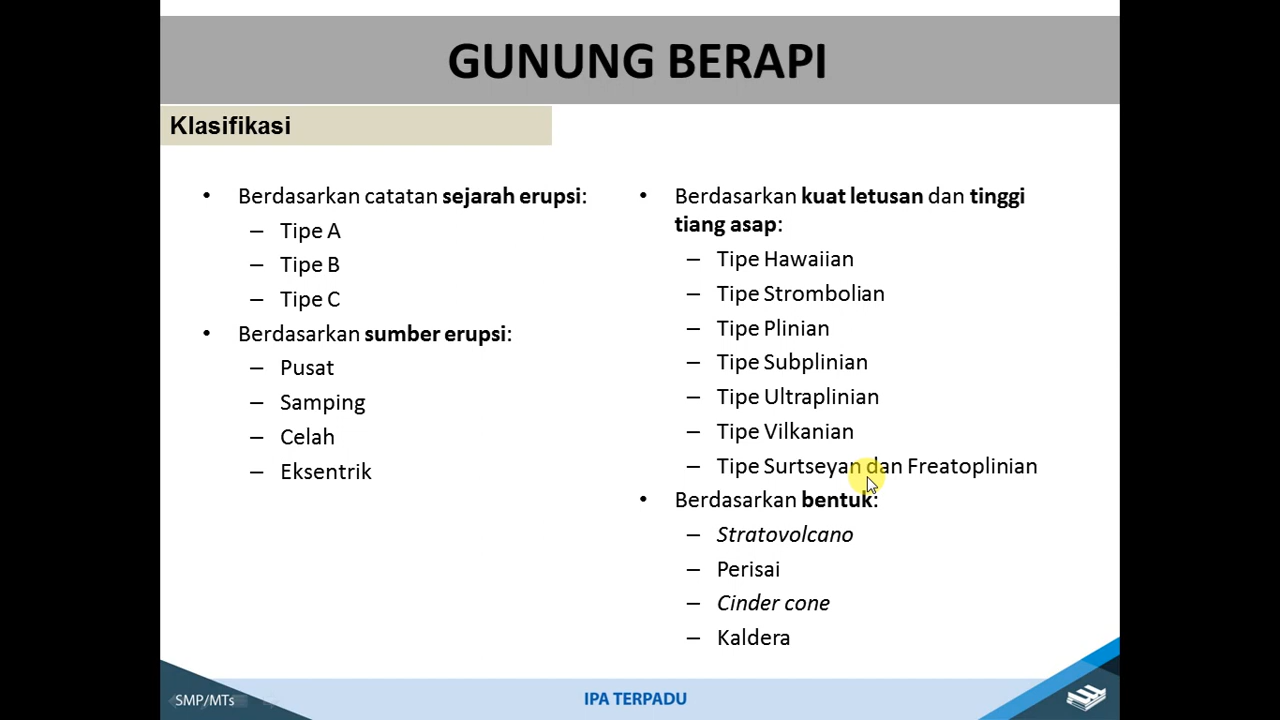 GUNUNG BERAPI
Klasifikasi
• Berdasarkan catatan sejarah erupsi:
– Tipe A
– Tipe B
– Tipe C
• Berdasarkan sumber erupsi:
– Pusat
– Samping
– Celah
– Eksentrik
• Berdasarkan kuat letusan dan tinggi
tiang asap:
– Tipe Hawaiian
– Tipe Strombolian
– Tipe Plinian
– Tipe Subplinian
– Tipe Ultraplinian
– Tipe Vilkanian
– Tipe Surtseyan dan Freatoplinian
• Berdasarkan bentuk:
– Stratovolcano
– Perisai
– Cinder cone
– Kaldera
SMP/MTs
IPA TERPADU